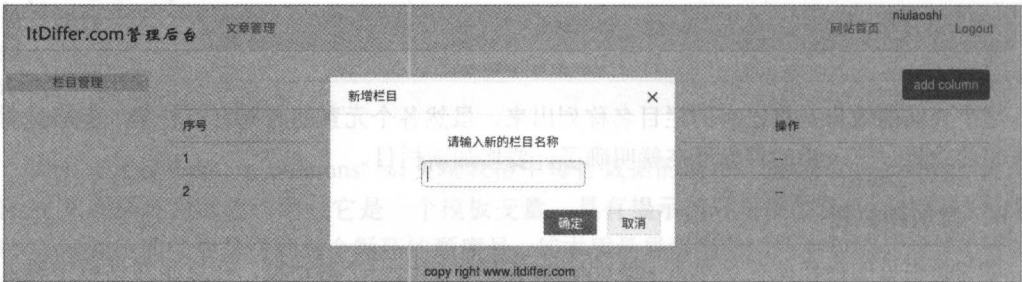 niulaoshi
ItDiffer.com管理后台 文章管理 网站首页 Logout
栏目管理 add column
新增栏目 ×
序号 操作
请输入新的栏目名称
1 --
2 --
确定 取消
copy right www.itdiffer.com